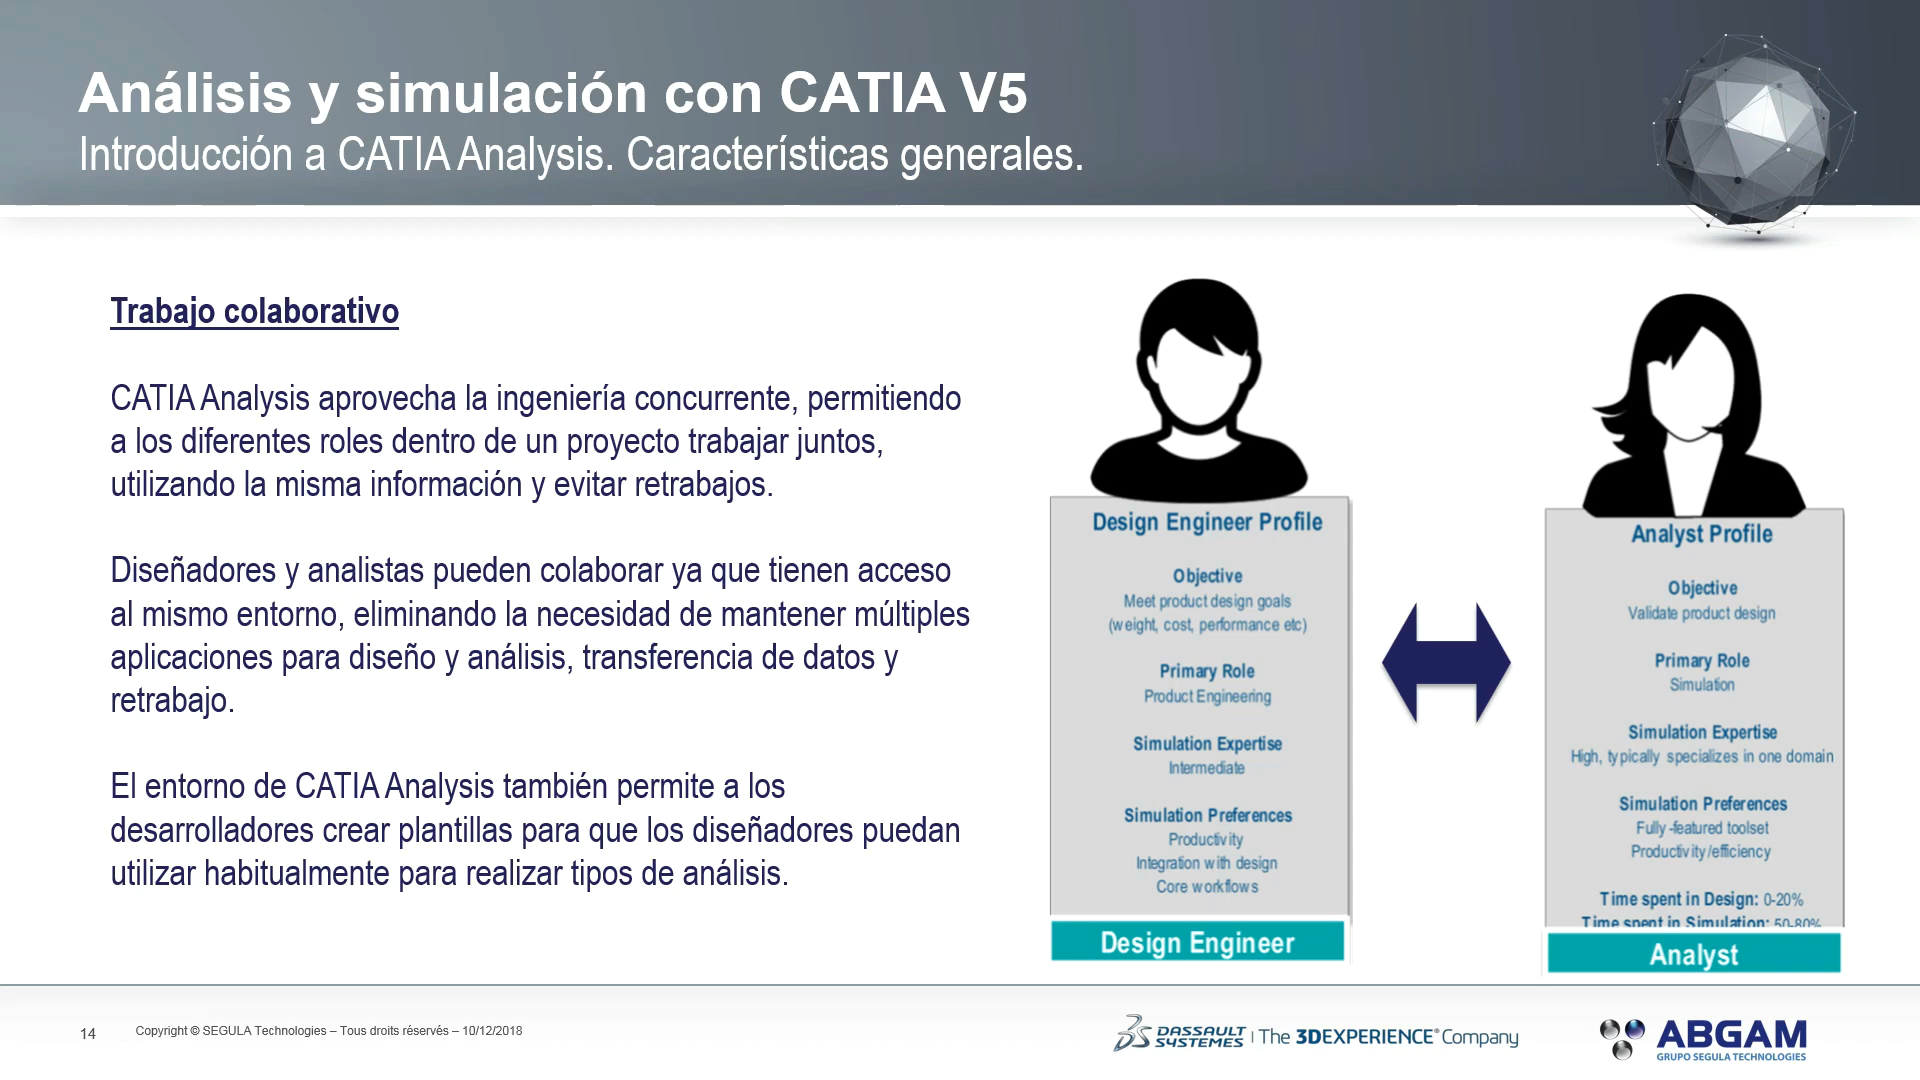 Análisis y simulación con CATIA V5
Introducción a CATIA Analysis. Características generales.
Trabajo colaborativo
CATIA Analysis aprovecha la ingeniería concurrente, permitiendo
a los diferentes roles dentro de un proyecto trabajar juntos,
utilizando la misma información y evitar retrabajos.
Diseñadores y analistas pueden colaborar ya que tienen acceso
al mismo entorno, eliminando la necesidad de mantener múltiples
aplicaciones para diseño y análisis, transferencia de datos y
retrabajo.
El entorno de CATIA Analysis también permite a los
desarrolladores crear plantillas para que los diseñadores puedan
utilizar habitualmente para realizar tipos de análisis.
Design Engineer Profile
Objective
Meet product design goals
(weight, cost, performance etc)
Primary Role
Product Engineering
Simulation Expertise
Intermediate
Simulation Preferences
Productivity
Integration with design
Core workflows
Design Engineer
Analyst Profile
Objective
Validate product design
Primary Role
Simulation
Simulation Expertise
High, typically specializes in one domain
Simulation Preferences
Fully-featured toolset
Productivity/efficiency
Time spent in Design: 0-20%
Time spent in Simulation: 50-80%
Analyst
14
Copyright © SEGULA Technologies – Tous droits réservés – 10/12/2018
DASSAULT SYSTEMES | The 3DEXPERIENCE® Company
ABGAM
GRUPO SEGULA TECHNOLOGIES